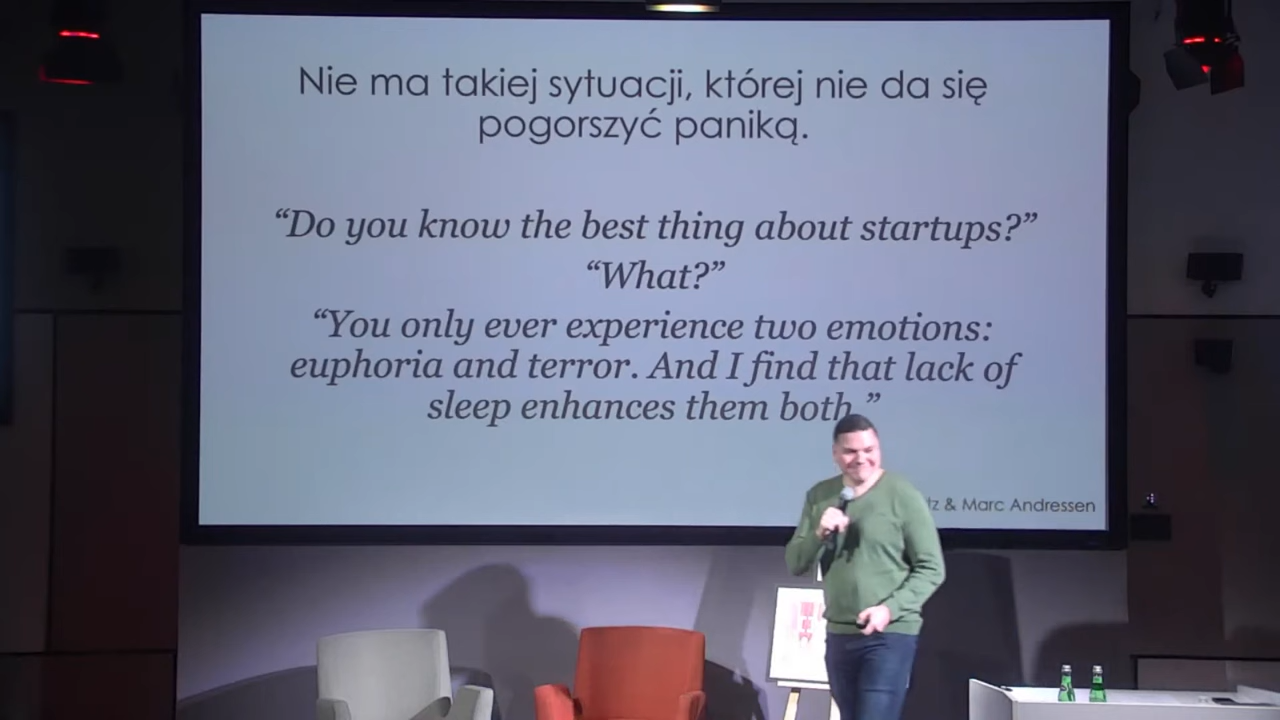 Nie ma takiej sytuacji, której nie da się
pogorszyć paniką.
“Do you know the best thing about startups?”
“What?”
“You only ever experience two emotions:
euphoria and terror. And I find that lack of
sleep enhances them both.”
& Marc Andressen